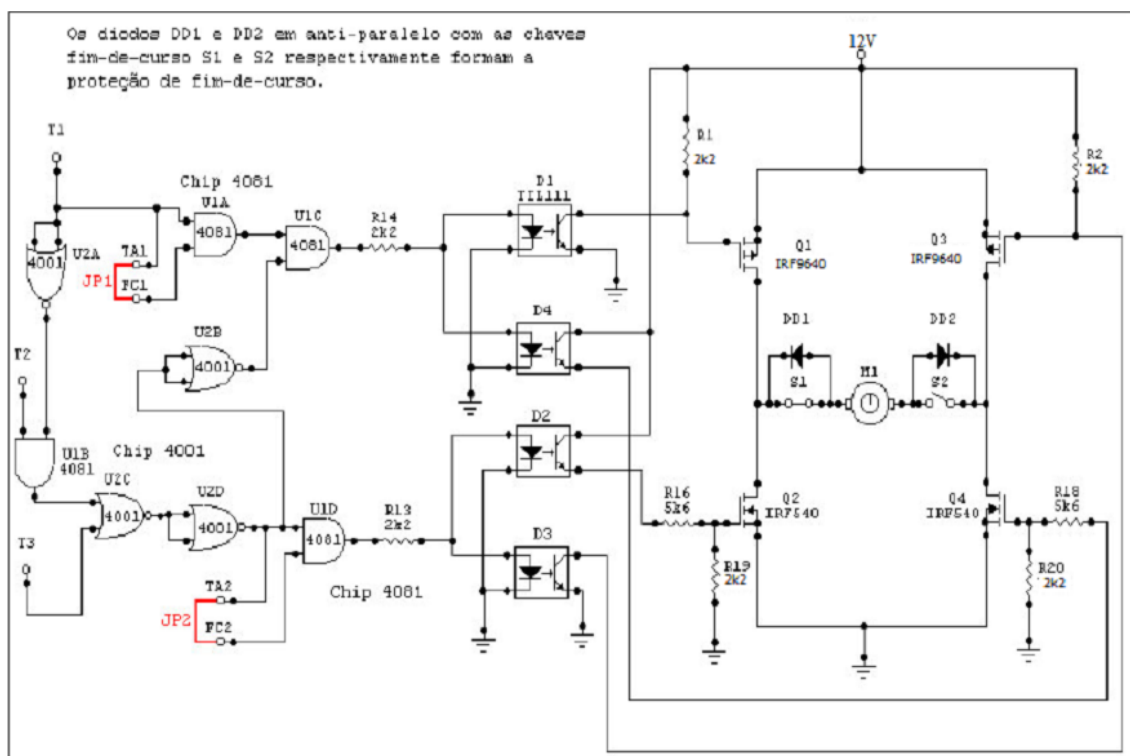 Os diodos DD1 e DD2 em anti-paralelo com as chaves
fim-de-curso S1 e S2 respectivamente formam a
proteção de fim-de-curso.
12V
T1
R1
2k2
R2
2k2
Chip 4081
U1A
4081
U1C
4081
R14
2k2
D1
TIL111
U2A
4001
TA1
JP1
FC1
Q1
IRF9640
Q3
IRF9640
U2B
4001
D4
T2
DD1
DD2
S1
M1
S2
U1B
4081
Chip 4001
D2
U2C
4001
U2D
4001
U1D
4081
R13
2k2
R16
5k6
Q2
IRF540
Q4
IRF540
R18
5k6
T3
D3
R19
2k2
R20
2k2
TA2
JP2
FC2
Chip 4081